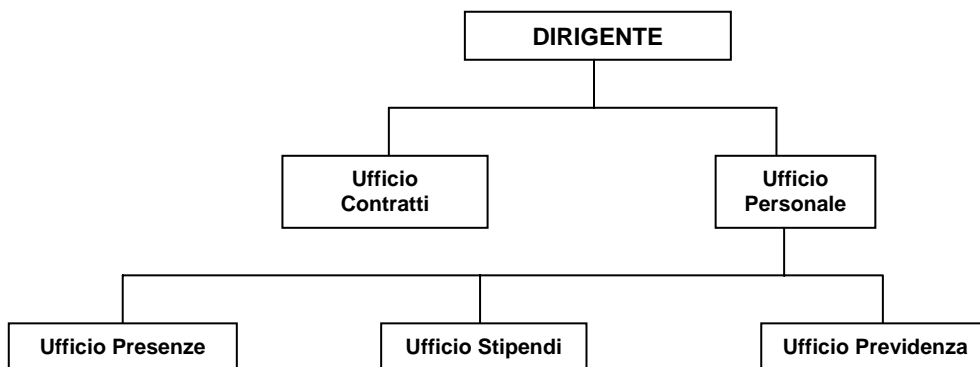 DIRIGENTE
Ufficio
Contratti
Ufficio
Personale
Ufficio Presenze
Ufficio Stipendi
Ufficio Previdenza